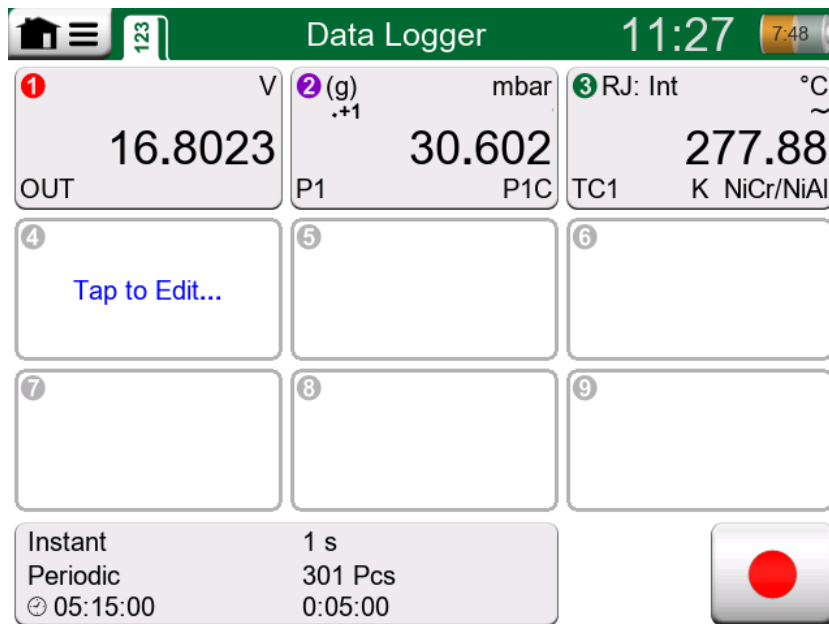 123 Data Logger 11:27 7:48
1 V
16.8023
OUT
2 (g) mbar
.+1
30.602
P1 P1C
3 RJ: Int °C
~
277.88
TC1 K NiCr/NiAl
4
Tap to Edit...
5
6
7
8
9
Instant 1 s
Periodic 301 Pcs
05:15:00 0:05:00